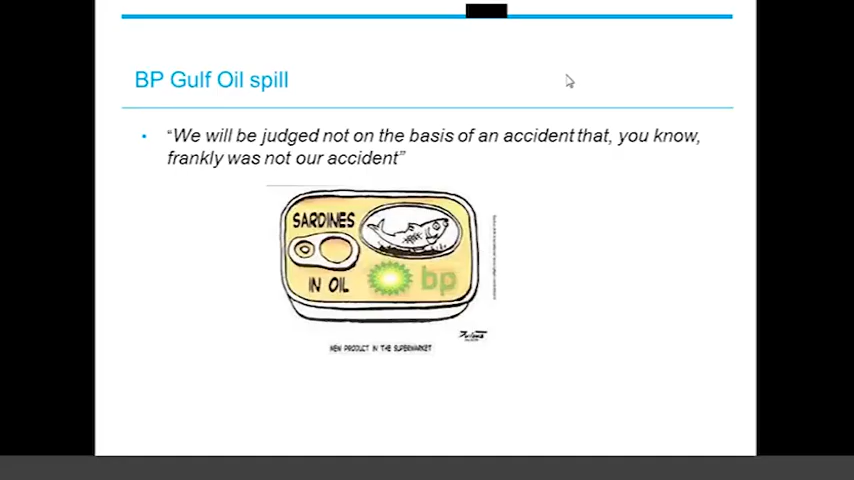 BP Gulf Oil spill
• “We will be judged not on the basis of an accident that, you know,
frankly was not our accident”
SARDINES
IN OIL
bp
NEW PRODUCT IN THE SUPERMARKET